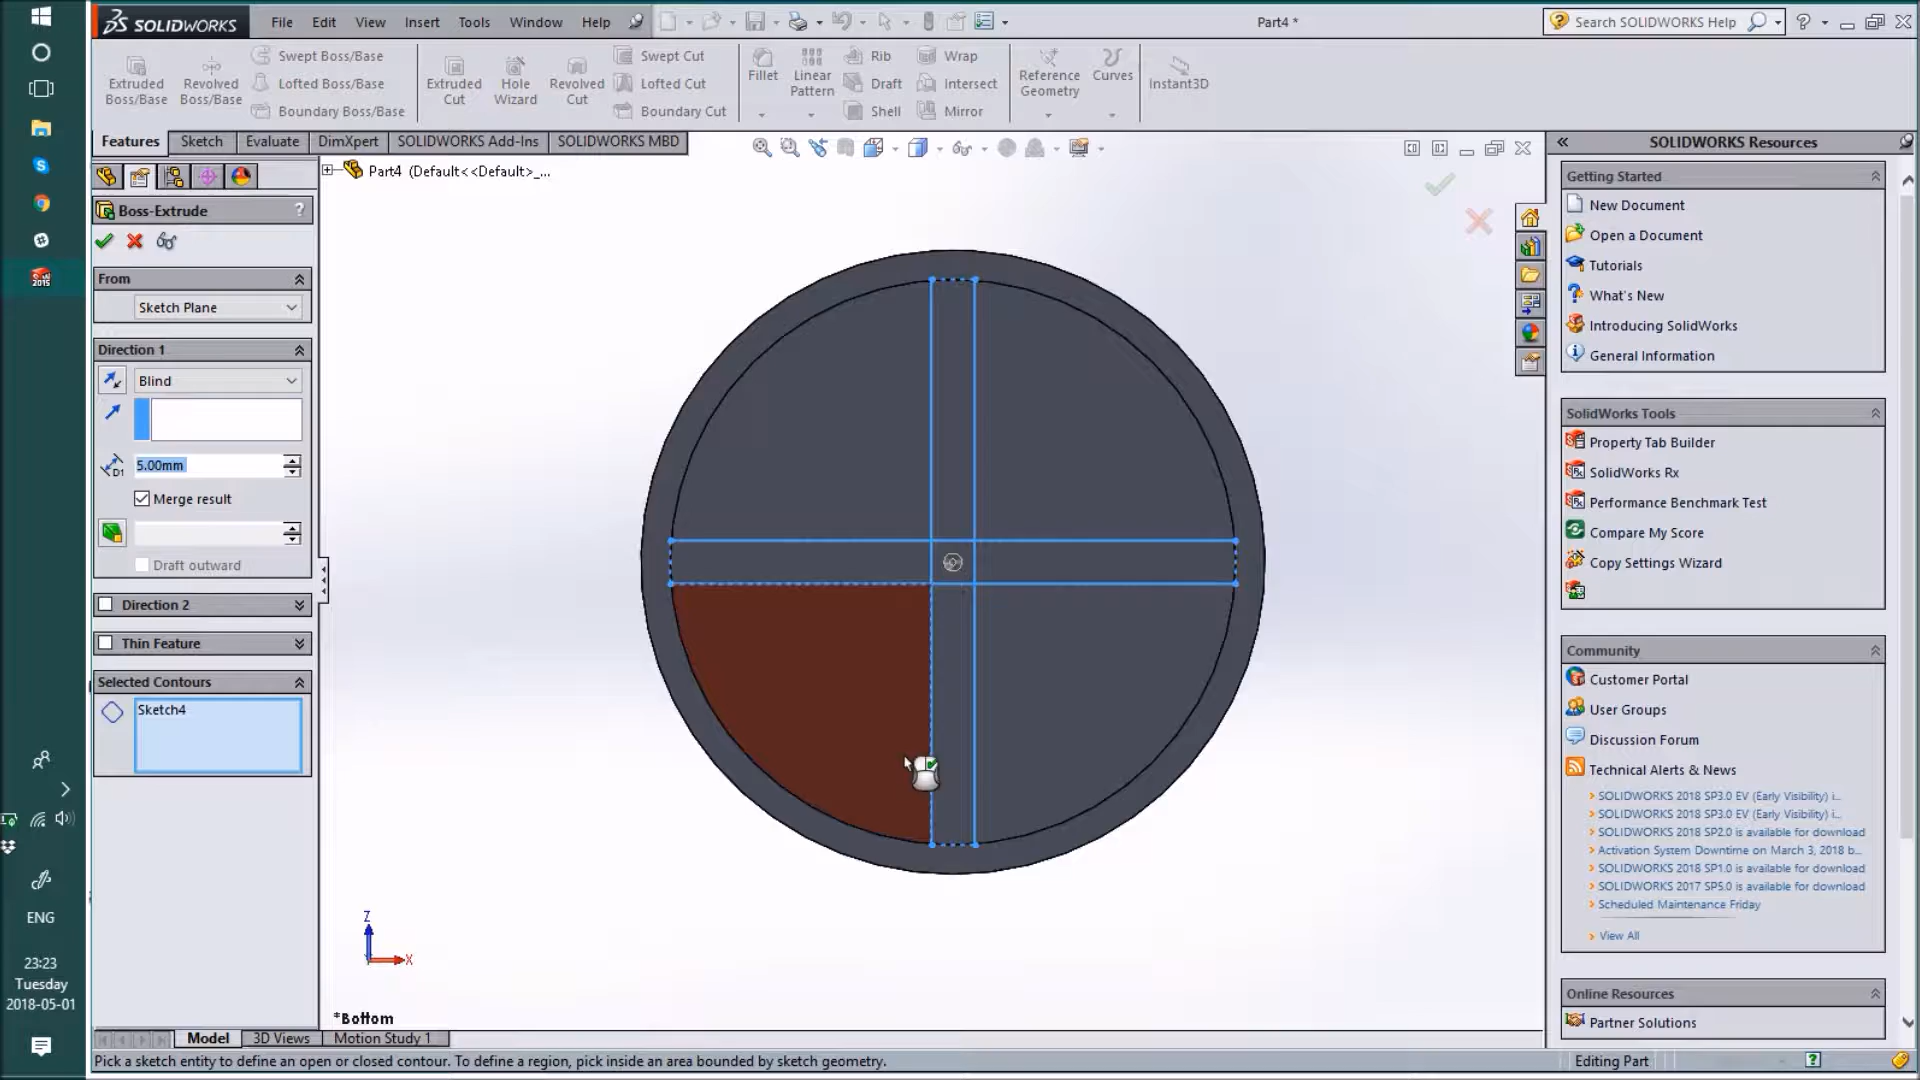 SOLIDWORKS
File Edit View Insert Tools Window Help
Part4 *
Search SOLIDWORKS Help
Extruded Boss/Base
Revolved Boss/Base
Swept Boss/Base
Lofted Boss/Base
Boundary Boss/Base
Extruded Cut
Hole Wizard
Revolved Cut
Swept Cut
Lofted Cut
Boundary Cut
Fillet
Linear Pattern
Rib
Draft
Shell
Wrap
Intersect
Mirror
Reference Geometry
Curves
Instant3D
Features Sketch Evaluate DimXpert SOLIDWORKS Add-Ins SOLIDWORKS MBD
Part4 (Default<<Default>_...
Boss-Extrude ?
From
Sketch Plane
Direction 1
Blind
D1
5.00mm
Merge result
Draft outward
Direction 2
Thin Feature
Selected Contours
Sketch4
Z
X
*Bottom
Model 3D Views Motion Study 1
Pick a sketch entity to define an open or closed contour. To define a region, pick inside an area bounded by sketch geometry.
Editing Part
SOLIDWORKS Resources
Getting Started
New Document
Open a Document
Tutorials
What's New
Introducing SolidWorks
General Information
SolidWorks Tools
Property Tab Builder
SolidWorks Rx
Performance Benchmark Test
Compare My Score
Copy Settings Wizard
Community
Customer Portal
User Groups
Discussion Forum
Technical Alerts & News
SOLIDWORKS 2018 SP3.0 EV (Early Visibility) i...
SOLIDWORKS 2018 SP3.0 EV (Early Visibility) i...
SOLIDWORKS 2018 SP2.0 is available for download
Activation System Downtime on March 3, 2018 b...
SOLIDWORKS 2018 SP1.0 is available for download
SOLIDWORKS 2017 SP5.0 is available for download
Scheduled Maintenance Friday
View All
Online Resources
Partner Solutions
2015
ENG
23:23
Tuesday
2018-05-01